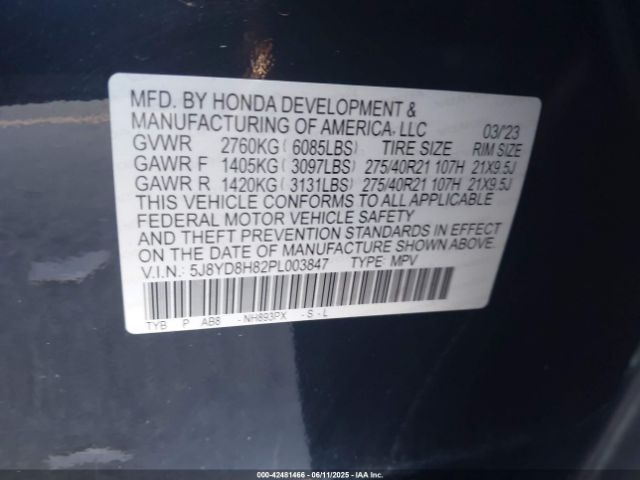 MFD. BY HONDA DEVELOPMENT &
MANUFACTURING OF AMERICA, LLC 03/'23
GVWR 2760KG ( 6085LBS) TIRE SIZE RIM SIZE
GAWR F 1405KG ( 3097LBS) 275/40R21 107H 21X9.5J
GAWR R 1420KG ( 3131LBS) 275/40R21 107H 21X9.5J
THIS VEHICLE CONFORMS TO ALL APPLICABLE
FEDERAL MOTOR VEHICLE SAFETY
AND THEFT PREVENTION STANDARDS IN EFFECT
ON THE DATE OF MANUFACTURE SHOWN ABOVE.
V.I.N.: 5J8YD8H82PL003847 TYPE: MPV
TYB P AB8 - NH893PX - S - L
000-42481466 - 06/11/2025 - IAA Inc.